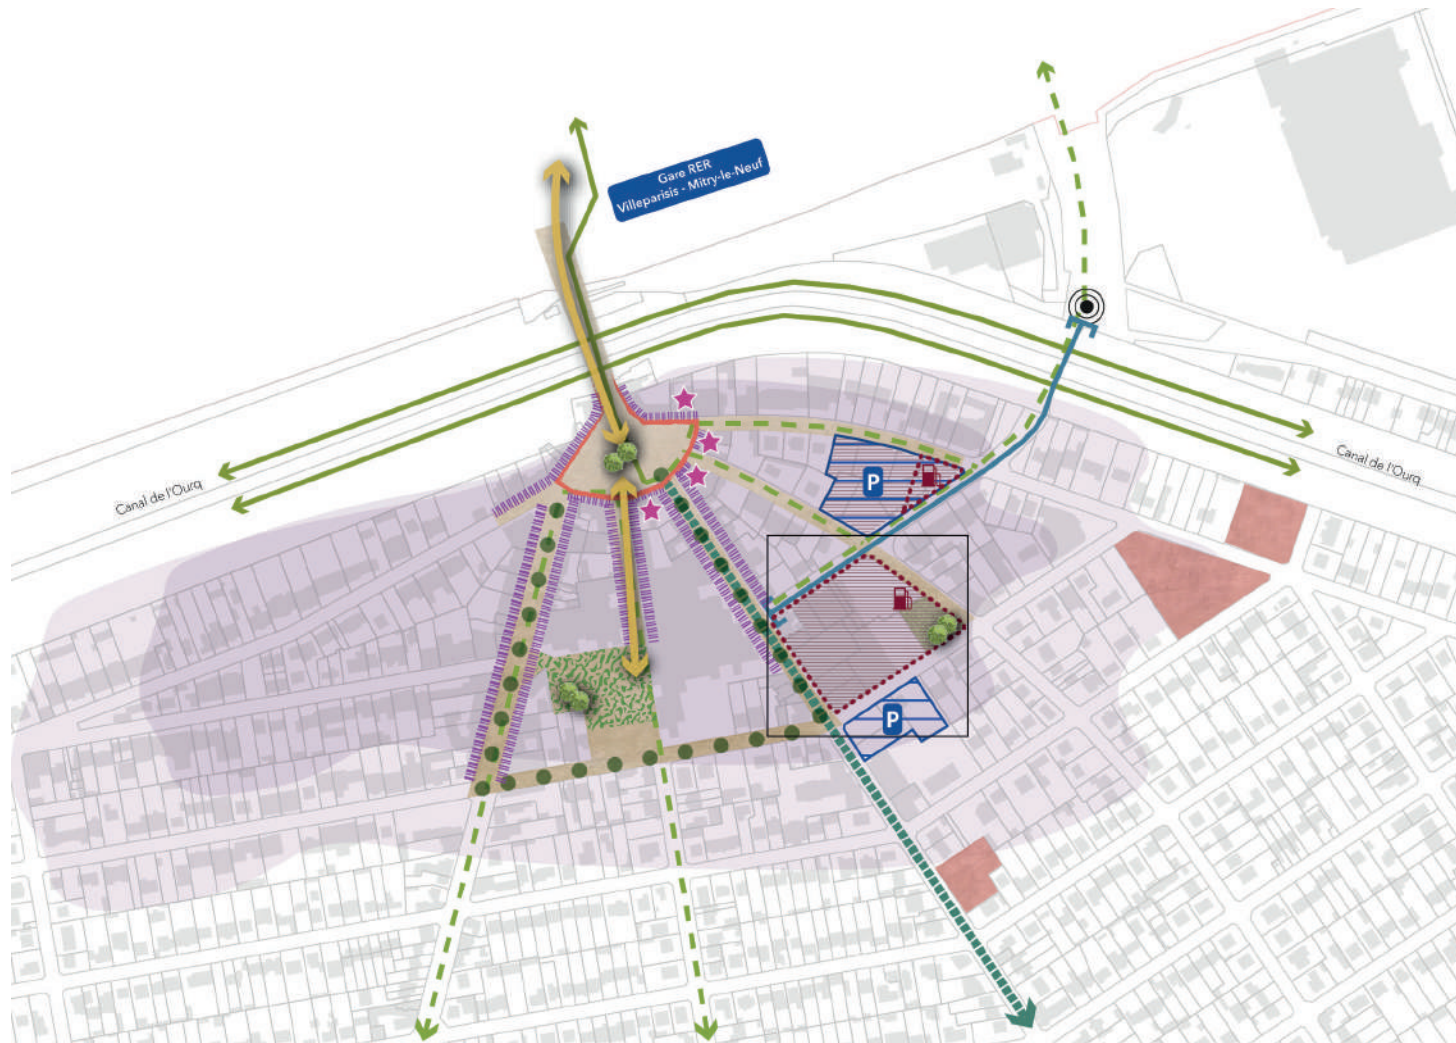 Gare RER
Villeparisis - Mitry-le-Neuf
Canal de l'Ourq
Canal de l'Ourq
P
P